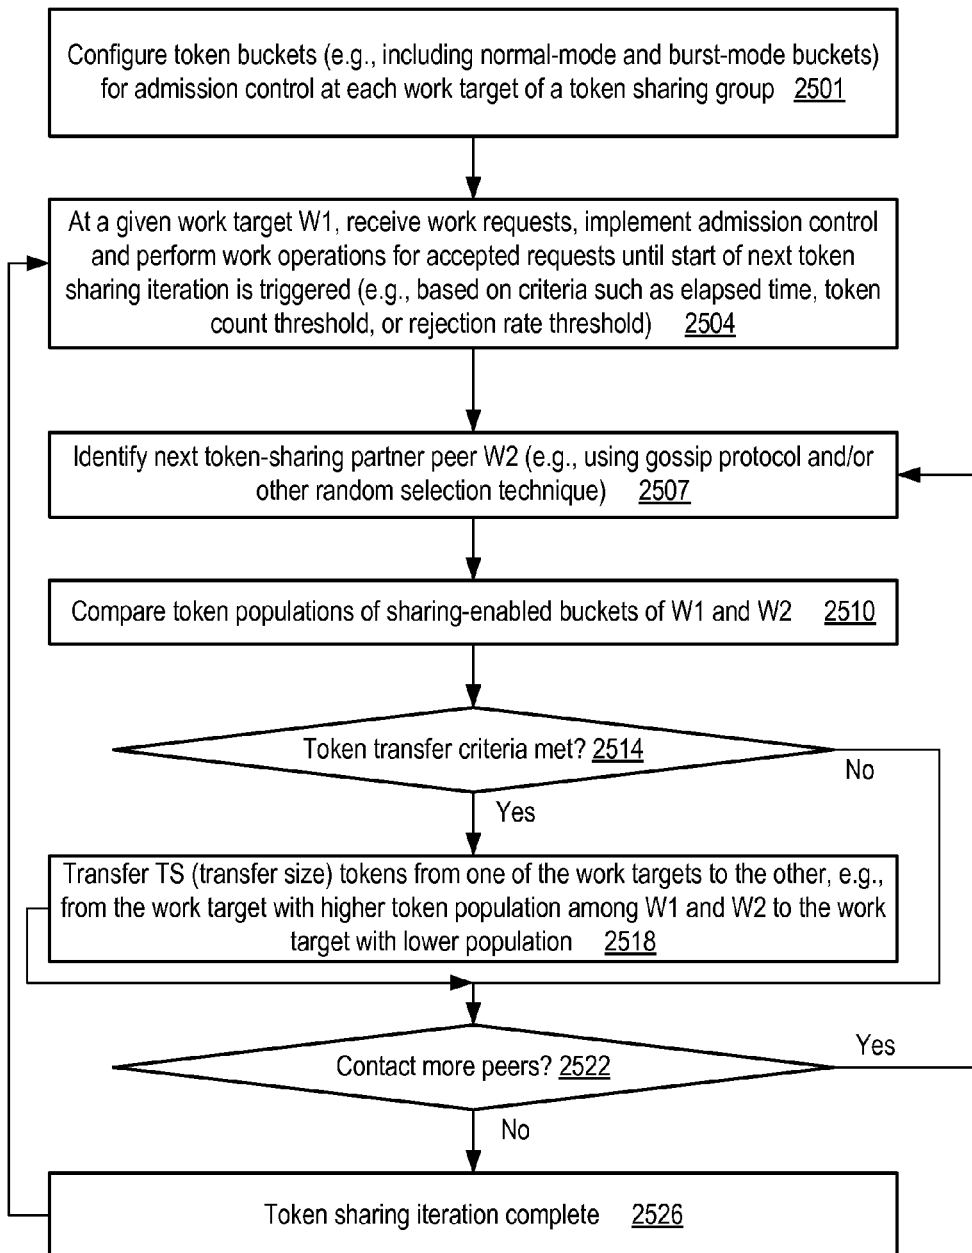 Configure token buckets (e.g., including normal-mode and burst-mode buckets)
for admission control at each work target of a token sharing group 2501
At a given work target W1, receive work requests, implement admission control
and perform work operations for accepted requests until start of next token
sharing iteration is triggered (e.g., based on criteria such as elapsed time, token
count threshold, or rejection rate threshold) 2504
Identify next token-sharing partner peer W2 (e.g., using gossip protocol and/or
other random selection technique) 2507
Compare token populations of sharing-enabled buckets of W1 and W2 2510
Token transfer criteria met? 2514
No
Yes
Transfer TS (transfer size) tokens from one of the work targets to the other, e.g.,
from the work target with higher token population among W1 and W2 to the work
target with lower population 2518
Contact more peers? 2522
Yes
No
Token sharing iteration complete 2526